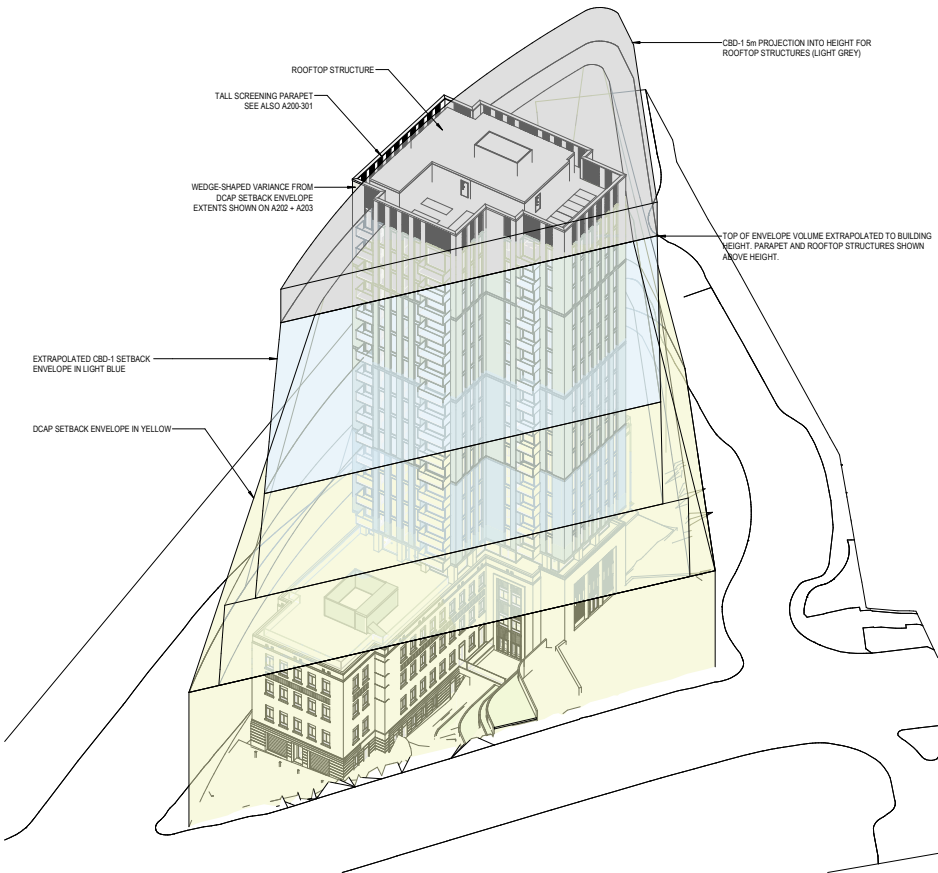 CBD-1 5m PROJECTION INTO HEIGHT FOR
ROOFTOP STRUCTURES (LIGHT GREY)
ROOFTOP STRUCTURE
TALL SCREENING PARAPET
SEE ALSO A200-301
WEDGE-SHAPED VARIANCE FROM
DCAP SETBACK ENVELOPE
EXTENTS SHOWN ON A202 + A203
TOP OF ENVELOPE VOLUME EXTRAPOLATED TO BUILDING
HEIGHT. PARAPET AND ROOFTOP STRUCTURES SHOWN
ABOVE HEIGHT.
EXTRAPOLATED CBD-1 SETBACK
ENVELOPE IN LIGHT BLUE
DCAP SETBACK ENVELOPE IN YELLOW